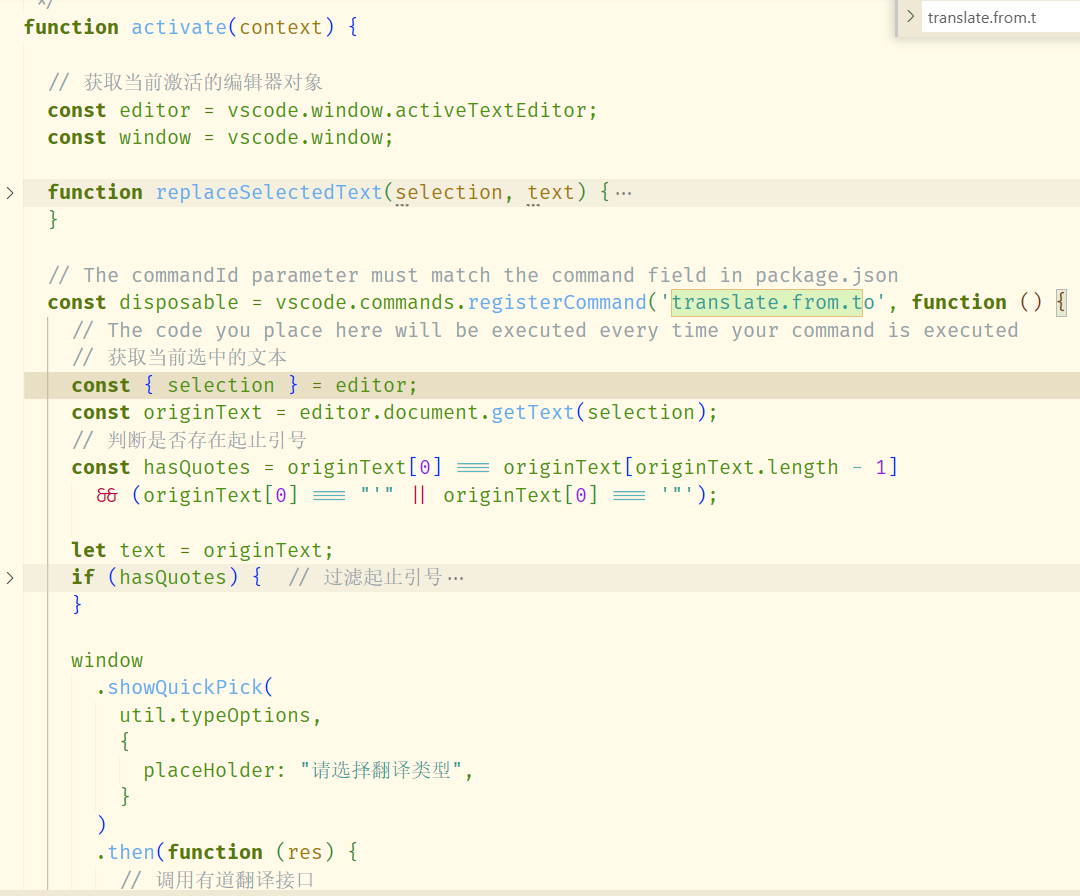 */
function activate(context) {
translate.from.t
// 获取当前激活的编辑器对象
const editor = vscode.window.activeTextEditor;
const window = vscode.window;
function replaceSelectedText(selection, text) {···
}
// The commandId parameter must match the command field in package.json
const disposable = vscode.commands.registerCommand('translate.from.to', function () {
// The code you place here will be executed every time your command is executed
// 获取当前选中的文本
const { selection } = editor;
const originText = editor.document.getText(selection);
// 判断是否存在起止引号
const hasQuotes = originText[0] === originText[originText.length - 1]
&& (originText[0] === "'" || originText[0] === '"');
let text = originText;
if (hasQuotes) { // 过滤起止引号···
}
window
.showQuickPick(
util.typeOptions,
{
placeHolder: "请选择翻译类型",
}
)
.then(function (res) {
// 调用有道翻译接口